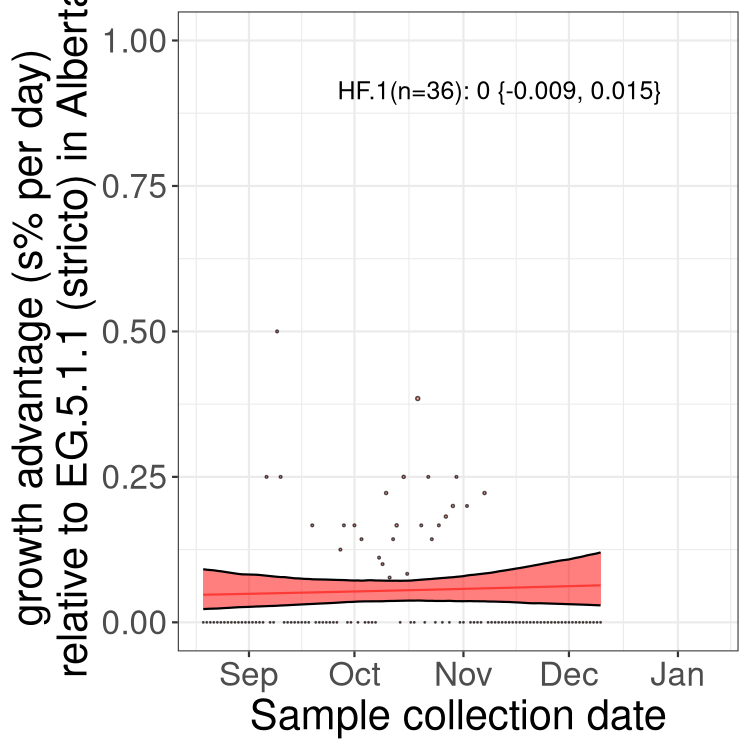 growth advantage (s% per day)
relative to EG.5.1.1 (stricto) in Alberta
1.00
HF.1(n=36): 0 {-0.009, 0.015}
0.75
0.50
0.25
0.00
Sep Oct Nov Dec Jan
Sample collection date